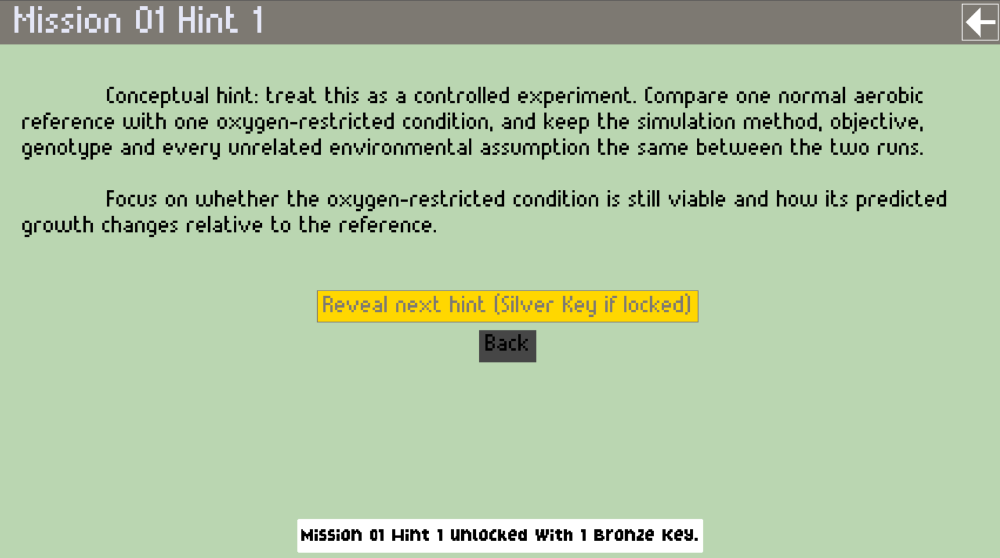 Mission 01 Hint 1
Conceptual hint: treat this as a controlled experiment. Compare one normal aerobic
reference with one oxygen-restricted condition, and keep the simulation method, objective,
genotype and every unrelated environmental assumption the same between the two runs.
Focus on whether the oxygen-restricted condition is still viable and how its predicted
growth changes relative to the reference.
Reveal next hint (Silver Key if locked)
Back
Mission 01 Hint 1 unlocked with 1 Bronze Key.